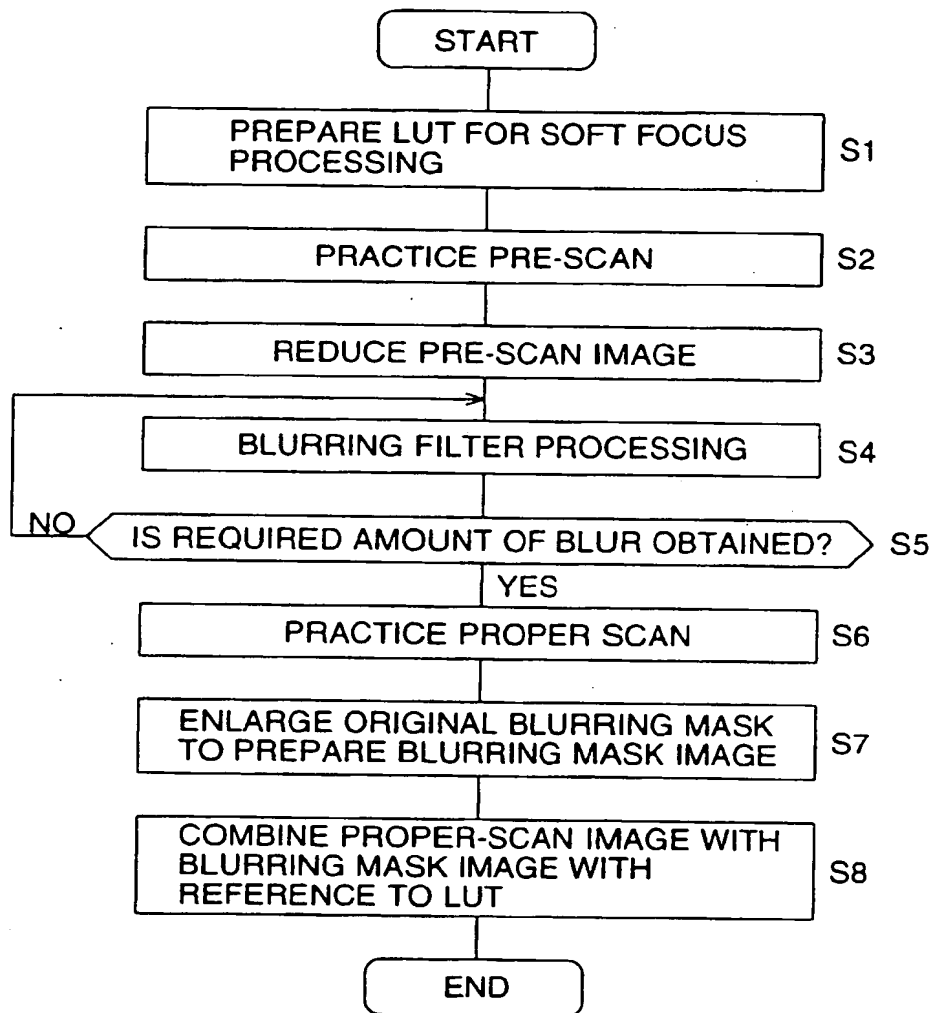 START
PREPARE LUT FOR SOFT FOCUS
PROCESSING
S1
PRACTICE PRE-SCAN
S2
REDUCE PRE-SCAN IMAGE
S3
BLURRING FILTER PROCESSING
S4
NO
IS REQUIRED AMOUNT OF BLUR OBTAINED?
S5
YES
PRACTICE PROPER SCAN
S6
ENLARGE ORIGINAL BLURRING MASK
TO PREPARE BLURRING MASK IMAGE
S7
COMBINE PROPER-SCAN IMAGE WITH
BLURRING MASK IMAGE WITH
REFERENCE TO LUT
S8
END